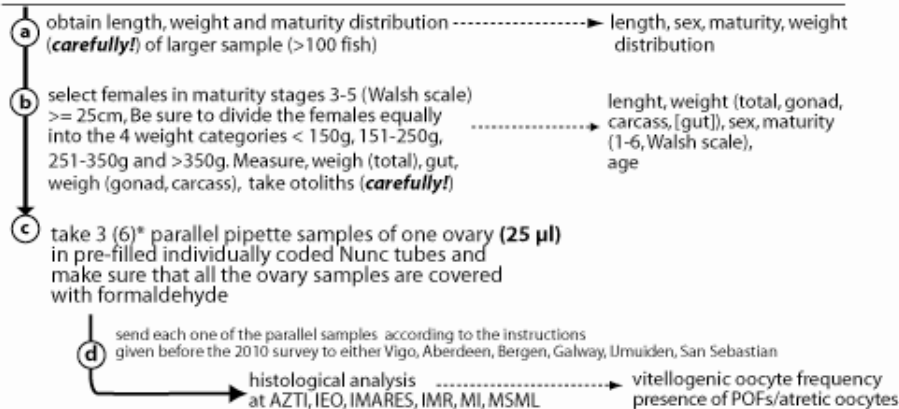 a
obtain length, weight and maturity distribution
(carefully!) of larger sample (>100 fish)
length, sex, maturity, weight
distribution
b
select females in maturity stages 3-5 (Walsh scale)
>= 25cm, Be sure to divide the females equally
into the 4 weight categories < 150g, 151-250g,
251-350g and >350g. Measure, weigh (total), gut,
weigh (gonad, carcass), take otoliths (carefully!)
lenght, weight (total, gonad,
carcass, [gut]), sex, maturity
(1-6, Walsh scale),
age
c
take 3 (6)* parallel pipette samples of one ovary (25 µl)
in pre-filled individually coded Nunc tubes and
make sure that all the ovary samples are covered
with formaldehyde
d
send each one of the parallel samples according to the instructions
given before the 2010 survey to either Vigo, Aberdeen, Bergen, Galway, IJmuiden, San Sebastian
histological analysis
at AZTI, IEO, IMARES, IMR, MI, MSML
vitellogenic oocyte frequency
presence of POFs/atretic oocytes